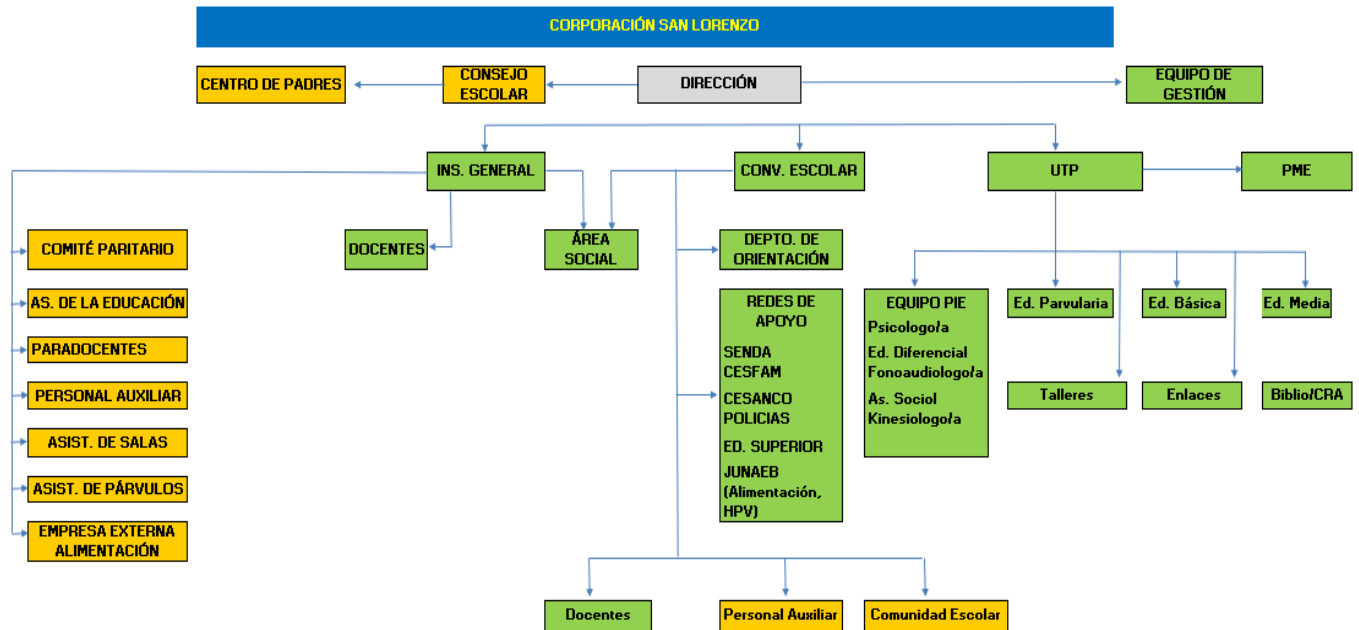 CORPORACIÓN SAN LORENZO
CENTRO DE PADRES
CONSEJO
ESCOLAR
DIRECCIÓN
EQUIPO DE
GESTIÓN
INS. GENERAL
CONV. ESCOLAR
UTP
PME
COMITÉ PARITARIO
AS. DE LA EDUCACIÓN
PARADOCENTES
PERSONAL AUXILIAR
ASIST. DE SALAS
ASIST. DE PÁRVULOS
EMPRESA EXTERNA
ALIMENTACIÓN
DOCENTES
ÁREA
SOCIAL
DEPTO. DE
ORIENTACIÓN
REDES DE
APOYO
SENDA
CESFAM
CESANCO
POLICIAS
ED. SUPERIOR
JUNAEB
(Alimentación,
HPV)
EQUIPO PIE
Psicologo/a
Ed. Diferencial
Fonoaudiologo/a
As. Sociol
Kinesiologo/a
Ed. Parvularia
Ed. Básica
Ed. Media
Talleres
Enlaces
Biblio/CRA
Docentes
Personal Auxiliar
Comunidad Escolar